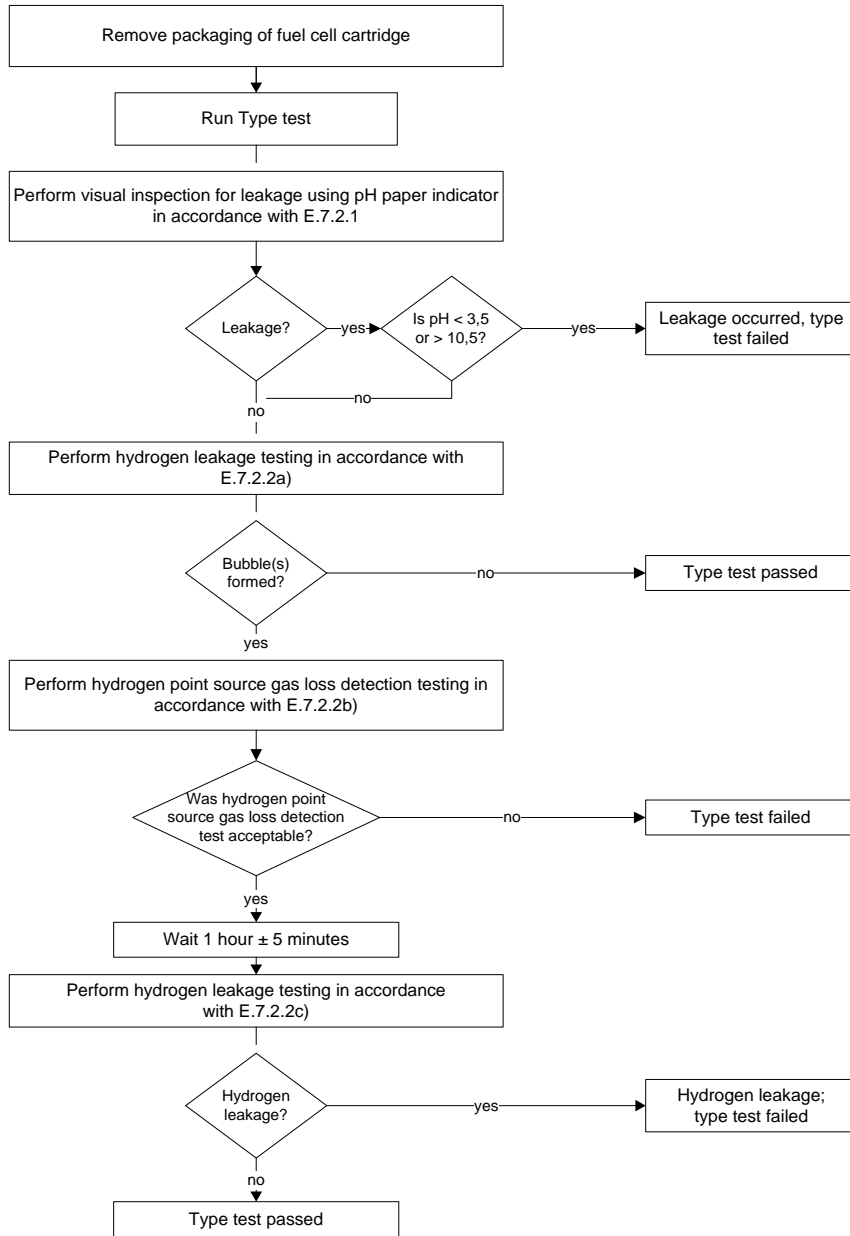 Remove packaging of fuel cell cartridge
Run Type test
Perform visual inspection for leakage using pH paper indicator
in accordance with E.7.2.1
Leakage?
yes
Is pH < 3,5
or > 10,5?
yes
Leakage occurred, type
test failed
no
no
Perform hydrogen leakage testing in accordance with
E.7.2.2a)
Bubble(s)
formed?
no
Type test passed
yes
Perform hydrogen point source gas loss detection testing in
accordance with E.7.2.2b)
Was hydrogen point
source gas loss detection
test acceptable?
no
Type test failed
yes
Wait 1 hour ± 5 minutes
Perform hydrogen leakage testing in accordance
with E.7.2.2c)
Hydrogen
leakage?
yes
Hydrogen leakage;
type test failed
no
Type test passed